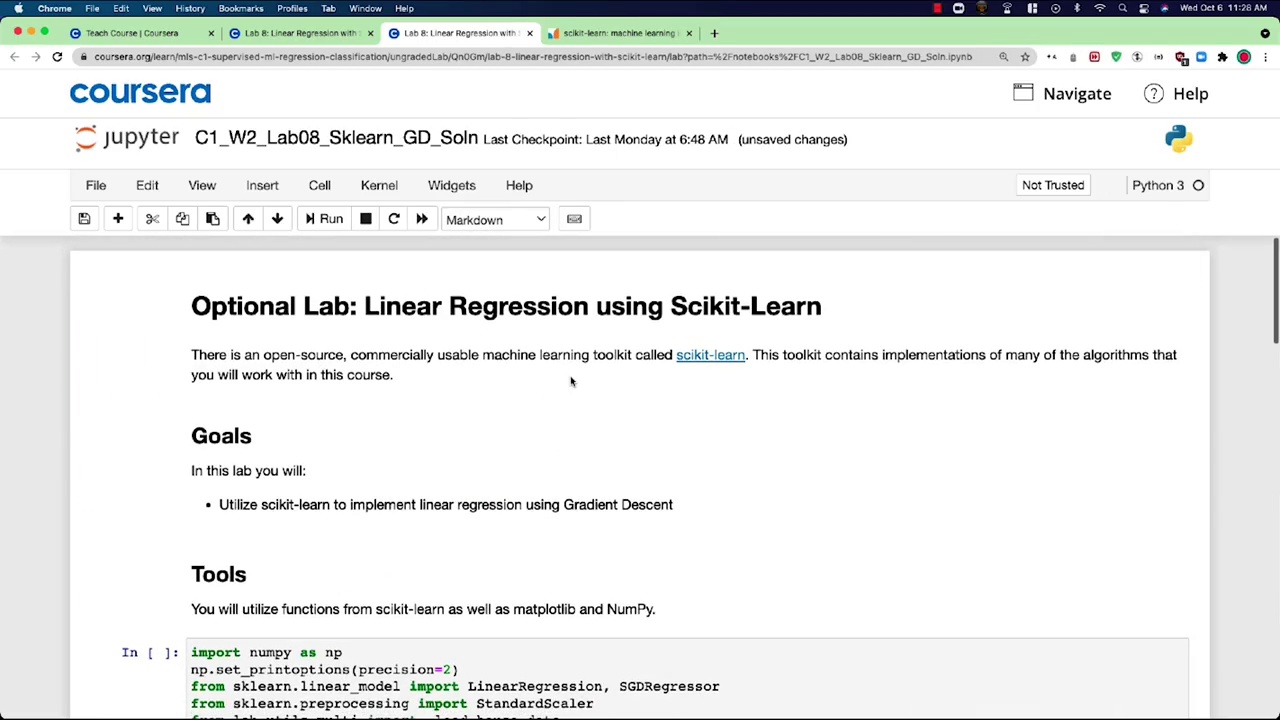 Chrome File Edit View History Bookmarks Profiles Tab Window Help Wed Oct 6 11:28 AM
Teach Course | Coursera Lab 8: Linear Regression with Lab 8: Linear Regression with scikit-learn: machine learning
coursera.org/learn/mls-c1-supervised-ml-regression-classification/ungradedLab/Qn0Gm/lab-8-linear-regression-with-scikit-learn/lab?path=%2Fnotebooks%2FC1_W2_Lab08_Sklearn_GD_Soln.ipynb
coursera Navigate Help
jupyter C1_W2_Lab08_Sklearn_GD_Soln Last Checkpoint: Last Monday at 6:48 AM (unsaved changes)
File Edit View Insert Cell Kernel Widgets Help Not Trusted Python 3
Run Markdown
Optional Lab: Linear Regression using Scikit-Learn
There is an open-source, commercially usable machine learning toolkit called scikit-learn. This toolkit contains implementations of many of the algorithms that
you will work with in this course.
Goals
In this lab you will:
• Utilize scikit-learn to implement linear regression using Gradient Descent
Tools
You will utilize functions from scikit-learn as well as matplotlib and NumPy.
In [ ]: import numpy as np
np.set_printoptions(precision=2)
from sklearn.linear_model import LinearRegression, SGDRegressor
from sklearn.preprocessing import StandardScaler